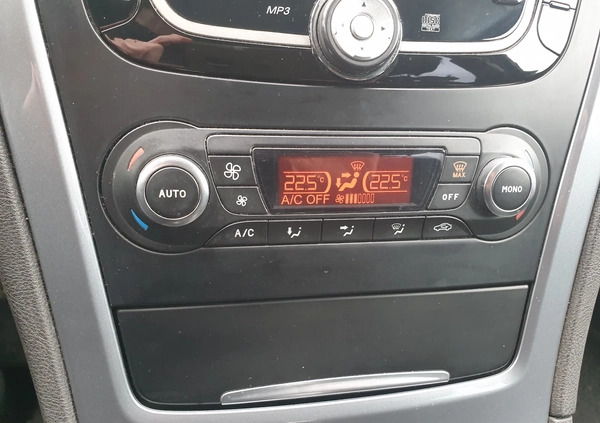 MP3
AUTO
22.5°C
22.5°C
A/C OFF
MAX
OFF
MONO
A/C